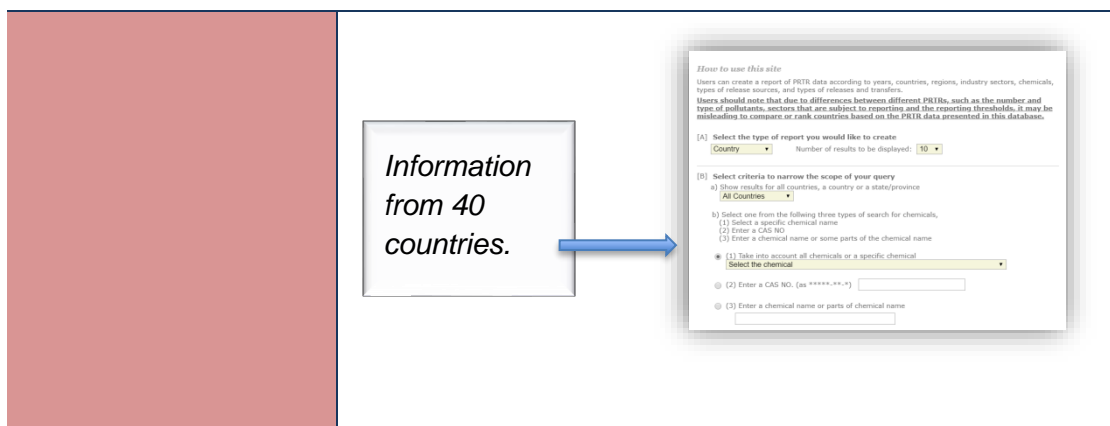 Information
from 40
countries.
How to use this site
Users can create a report of PRTR data according to years, countries, regions, industry sectors, chemicals,
types of release sources, and types of releases and transfers.
Users should note that due to differences between different PRTRs, such as the number and
type of pollutants, sectors that are subject to reporting and the reporting thresholds, it may be
misleading to compare or rank countries based on the PRTR data presented in this database.
[A] Select the type of report you would like to create
Country Number of results to be displayed: 10
[B] Select criteria to narrow the scope of your query
a) Show results for all countries, a country or a state/province
All Countries
b) Select one from the follwing three types of search for chemicals,
(1) Select a specific chemical name
(2) Enter a CAS NO
(3) Enter a chemical name or some parts of the chemical name
(1) Take into account all chemicals or a specific chemical
Select the chemical
(2) Enter a CAS NO. (as *****-**-*)
(3) Enter a chemical name or parts of chemical name